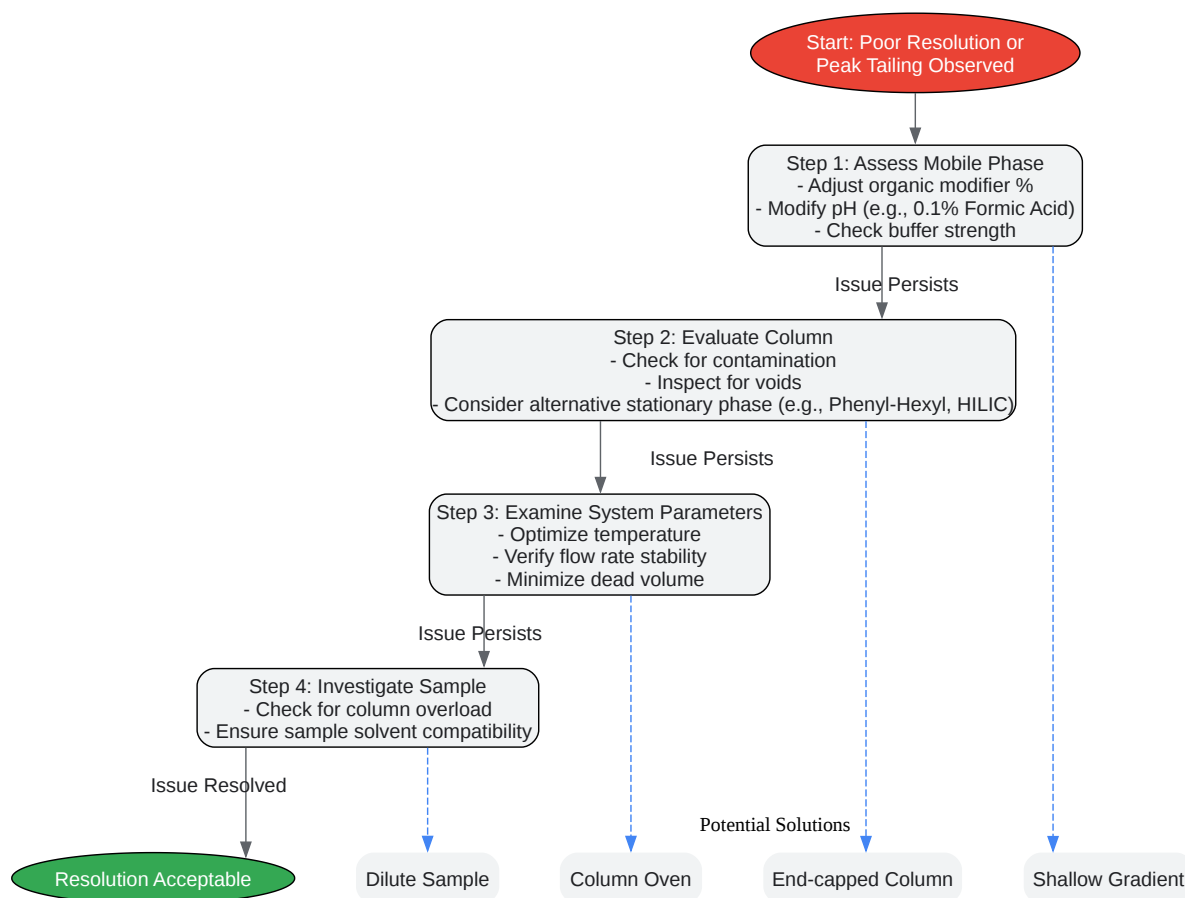 Start: Poor Resolution or
Peak Tailing Observed
Step 1: Assess Mobile Phase
- Adjust organic modifier %
- Modify pH (e.g., 0.1% Formic Acid)
- Check buffer strength
Issue Persists
Step 2: Evaluate Column
- Check for contamination
- Inspect for voids
- Consider alternative stationary phase (e.g., Phenyl-Hexyl, HILIC)
Issue Persists
Step 3: Examine System Parameters
- Optimize temperature
- Verify flow rate stability
- Minimize dead volume
Issue Persists
Step 4: Investigate Sample
- Check for column overload
- Ensure sample solvent compatibility
Issue Resolved
Potential Solutions
Resolution Acceptable
Dilute Sample
Column Oven
End-capped Column
Shallow Gradient